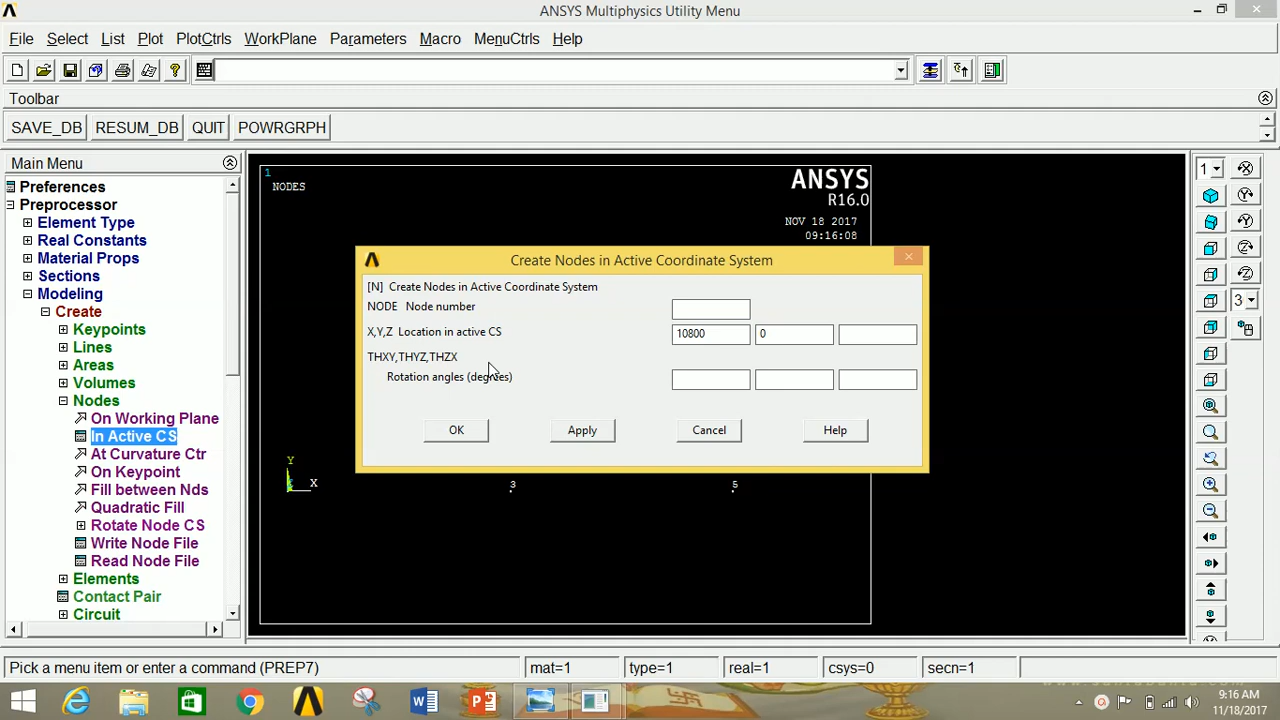 ANSYS Multiphysics Utility Menu
File Select List Plot PlotCtrls WorkPlane Parameters Macro MenuCtrls Help
Toolbar
SAVE_DB RESUM_DB QUIT POWRGRPH
Main Menu
Preferences
Preprocessor
Element Type
Real Constants
Material Props
Sections
Modeling
Create
Keypoints
Lines
Areas
Volumes
Nodes
On Working Plane
In Active CS
At Curvature Ctr
On Keypoint
Fill between Nds
Quadratic Fill
Rotate Node CS
Write Node File
Read Node File
Elements
Contact Pair
Circuit
1
NODES
ANSYS
R16.0
NOV 18 2017
09:16:08
Create Nodes in Active Coordinate System
[N] Create Nodes in Active Coordinate System
NODE Node number
X,Y,Z Location in active CS 10800 0
THXY,THYZ,THZX
Rotation angles (degrees)
OK Apply Cancel Help
Y
X
3 5
1
3
Pick a menu item or enter a command (PREP7) mat=1 type=1 real=1 csys=0 secn=1
9:16 AM
11/18/2017